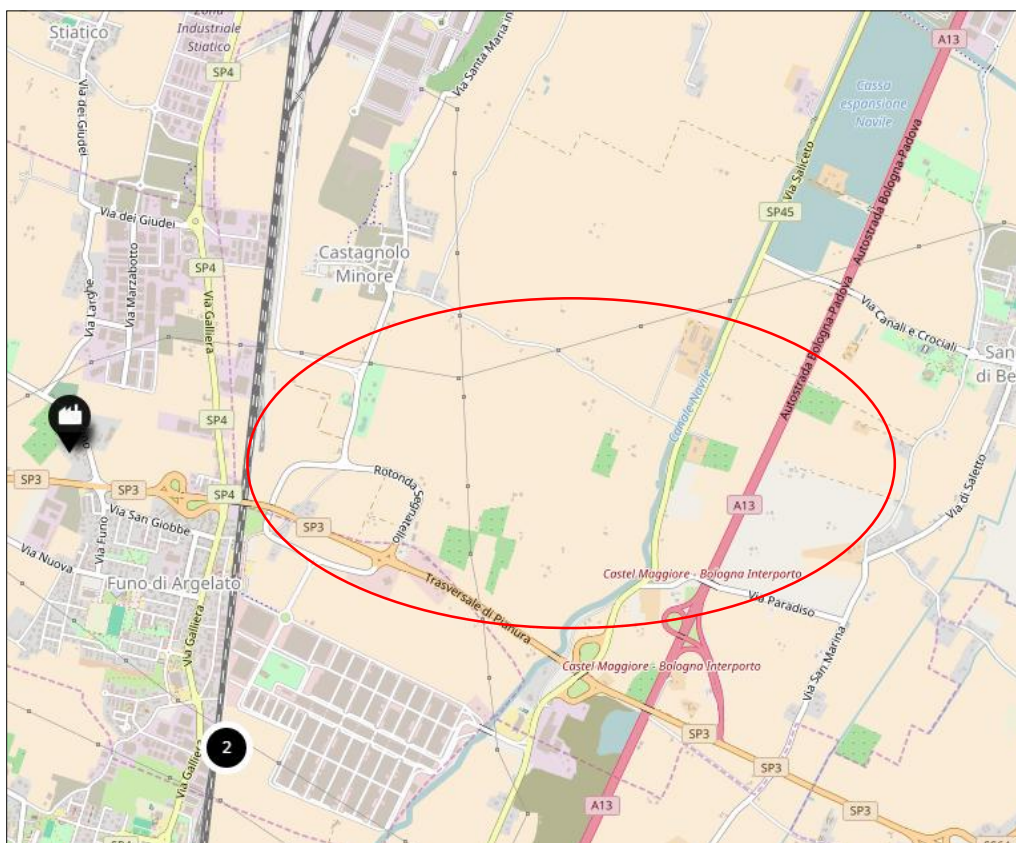 Stiatico
Zona
Industriale
Stiatico
SP4
Via Santa Maria in
A13
Cassa
espansione
Navile
Via dei Giudei
Via Saliceto
Autostrada Bologna-Padova
SP45
Via dei Giudei
SP4
Castagnolo
Minore
Via Larghe
Via Marzabotto
Via Galliera
Autostrada Bologna-Padova
Via Canali e Crociali
San
di Be
SP4
Canale Navile
SP3
SP3
SP4
Rotonda
Segnatello
Via di Saletto
A13
Via San Giobbe
SP3
Via Funo
Via Nuova
Funo di Argelato
Trasversale di Pianura
Castel Maggiore - Bologna Interporto
Via Paradiso
Via Galliera
Castel Maggiore - Bologna Interporto
Via San Marina
2
Via Galliera
SP3
SP3
A13
SP3